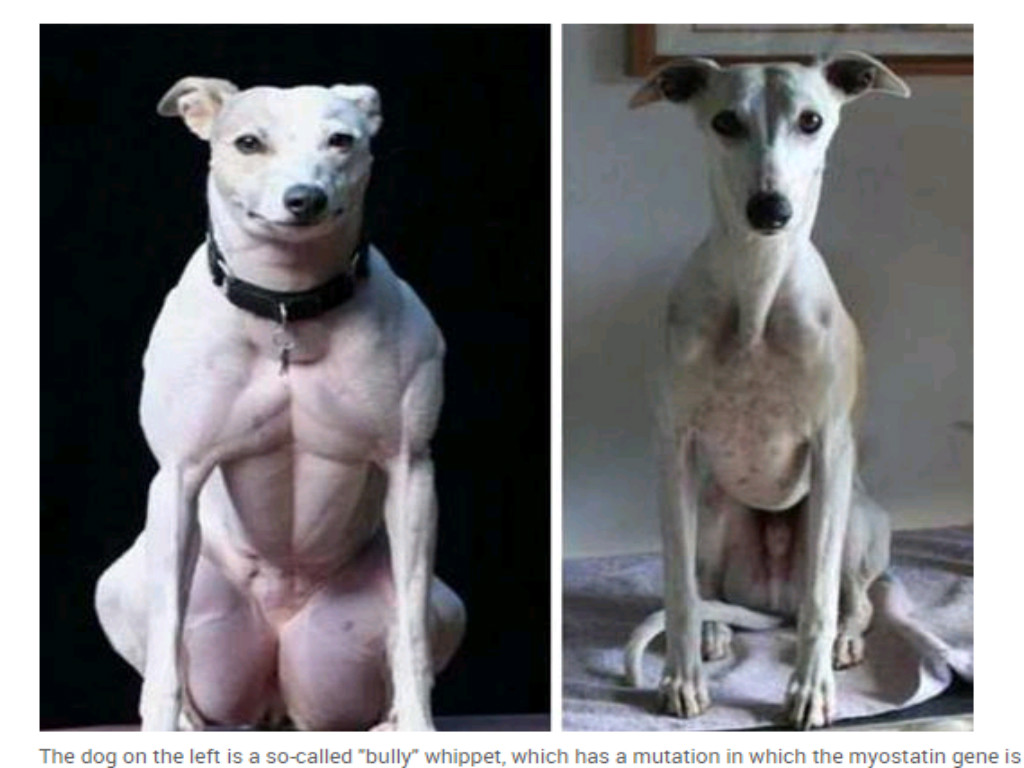 The dog on the left is a so-called "bully" whippet, which has a mutation in which the myostatin gene is